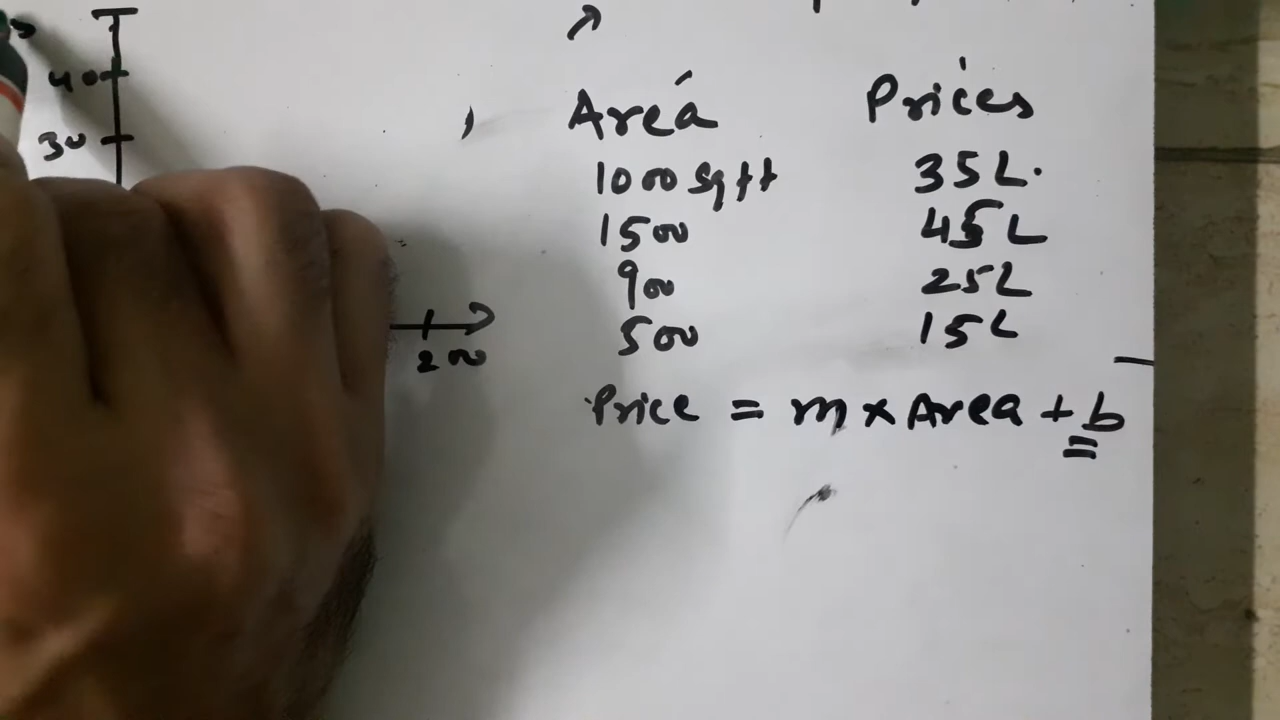 40
30
200
Area Prices
1000 sqft 35L.
1500 45L
900 25L
500 15L
Price = m x Area + b